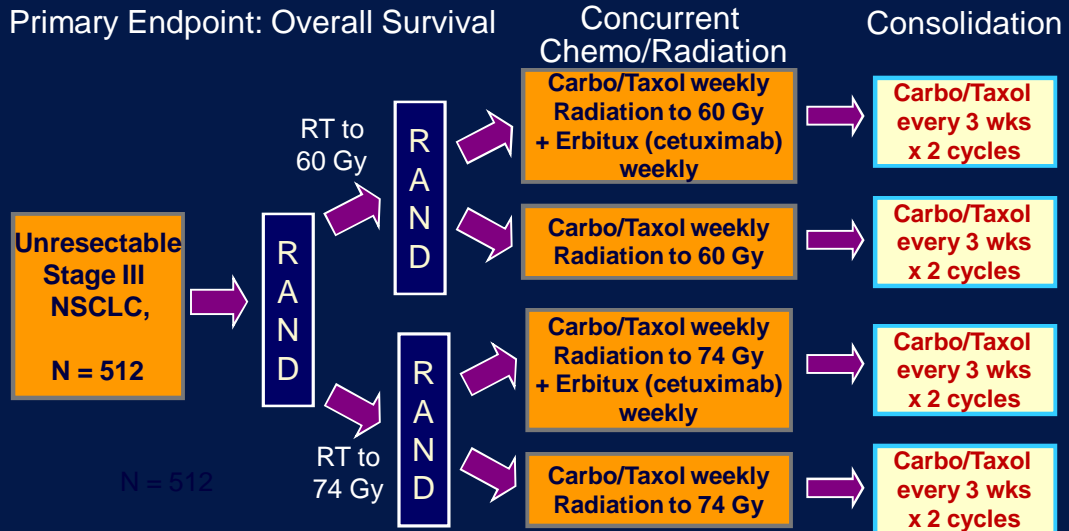 Primary Endpoint: Overall Survival
Concurrent
Chemo/Radiation
Consolidation
Unresectable
Stage III
NSCLC,
N = 512
R
A
N
D
RT to
60 Gy
R
A
N
D
Carbo/Taxol weekly
Radiation to 60 Gy
+ Erbitux (cetuximab)
weekly
Carbo/Taxol
every 3 wks
x 2 cycles
Carbo/Taxol weekly
Radiation to 60 Gy
Carbo/Taxol
every 3 wks
x 2 cycles
RT to
74 Gy
R
A
N
D
Carbo/Taxol weekly
Radiation to 74 Gy
+ Erbitux (cetuximab)
weekly
Carbo/Taxol
every 3 wks
x 2 cycles
Carbo/Taxol weekly
Radiation to 74 Gy
Carbo/Taxol
every 3 wks
x 2 cycles
N = 512